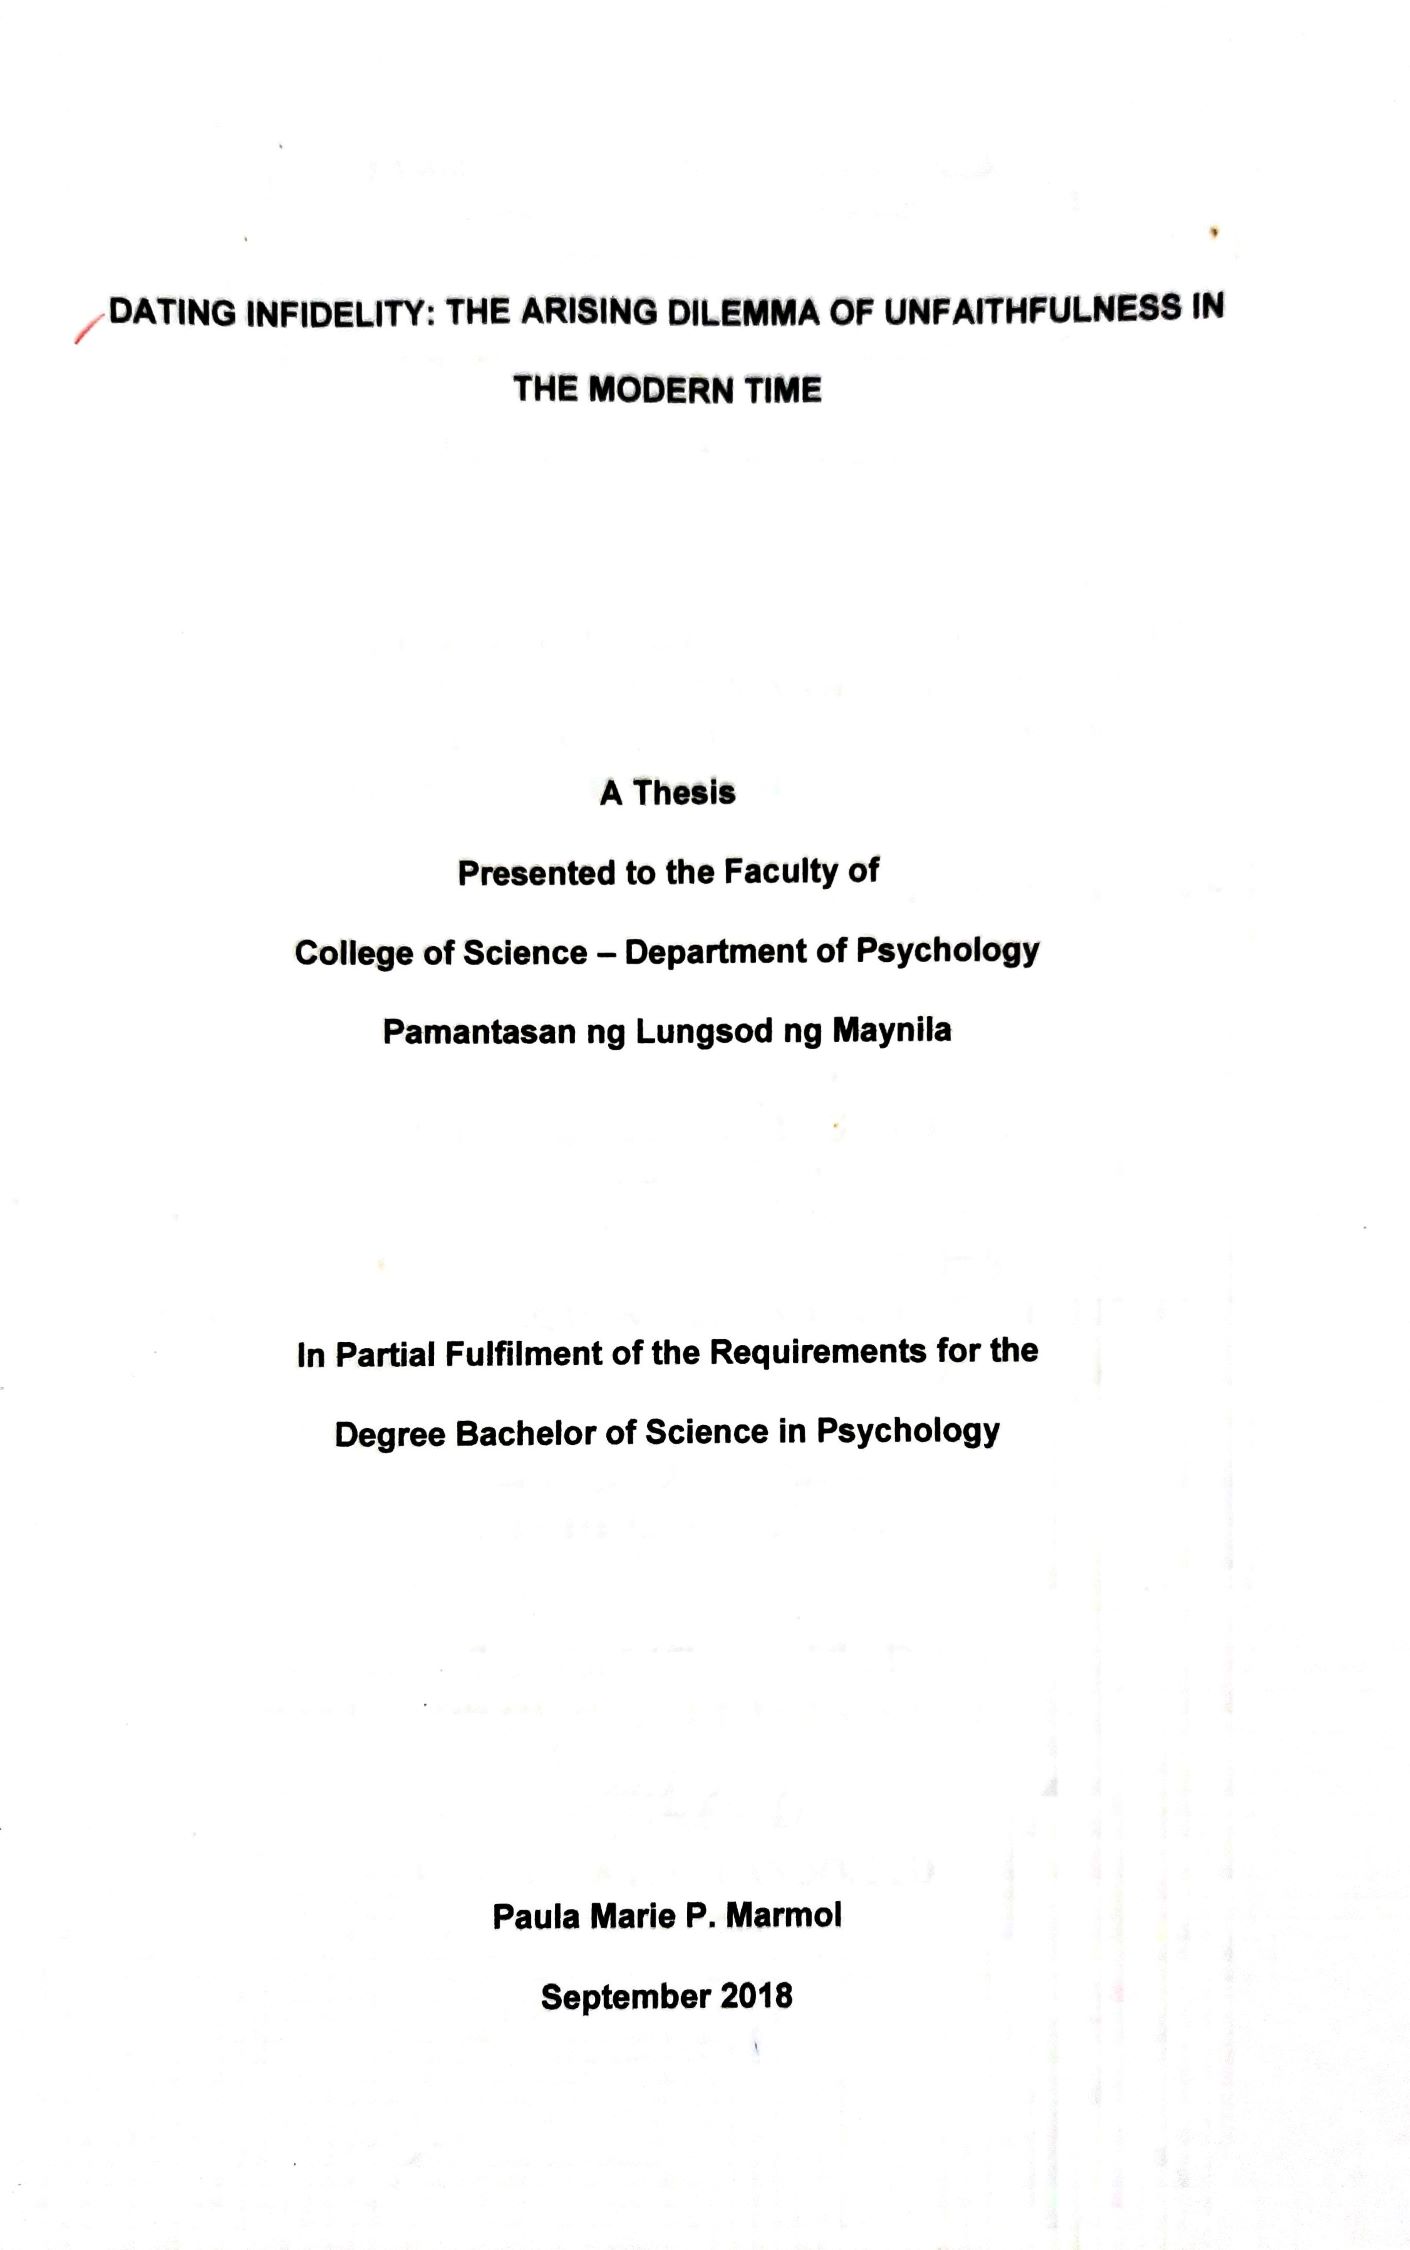 DATING INFIDELITY: THE ARISING DILEMMA OF UNFAITHFULNESS IN
THE MODERN TIME
A Thesis
Presented to the Faculty of
College of Science – Department of Psychology
Pamantasan ng Lungsod ng Maynila
In Partial Fulfilment of the Requirements for the
Degree Bachelor of Science in Psychology
Paula Marie P. Marmol
September 2018